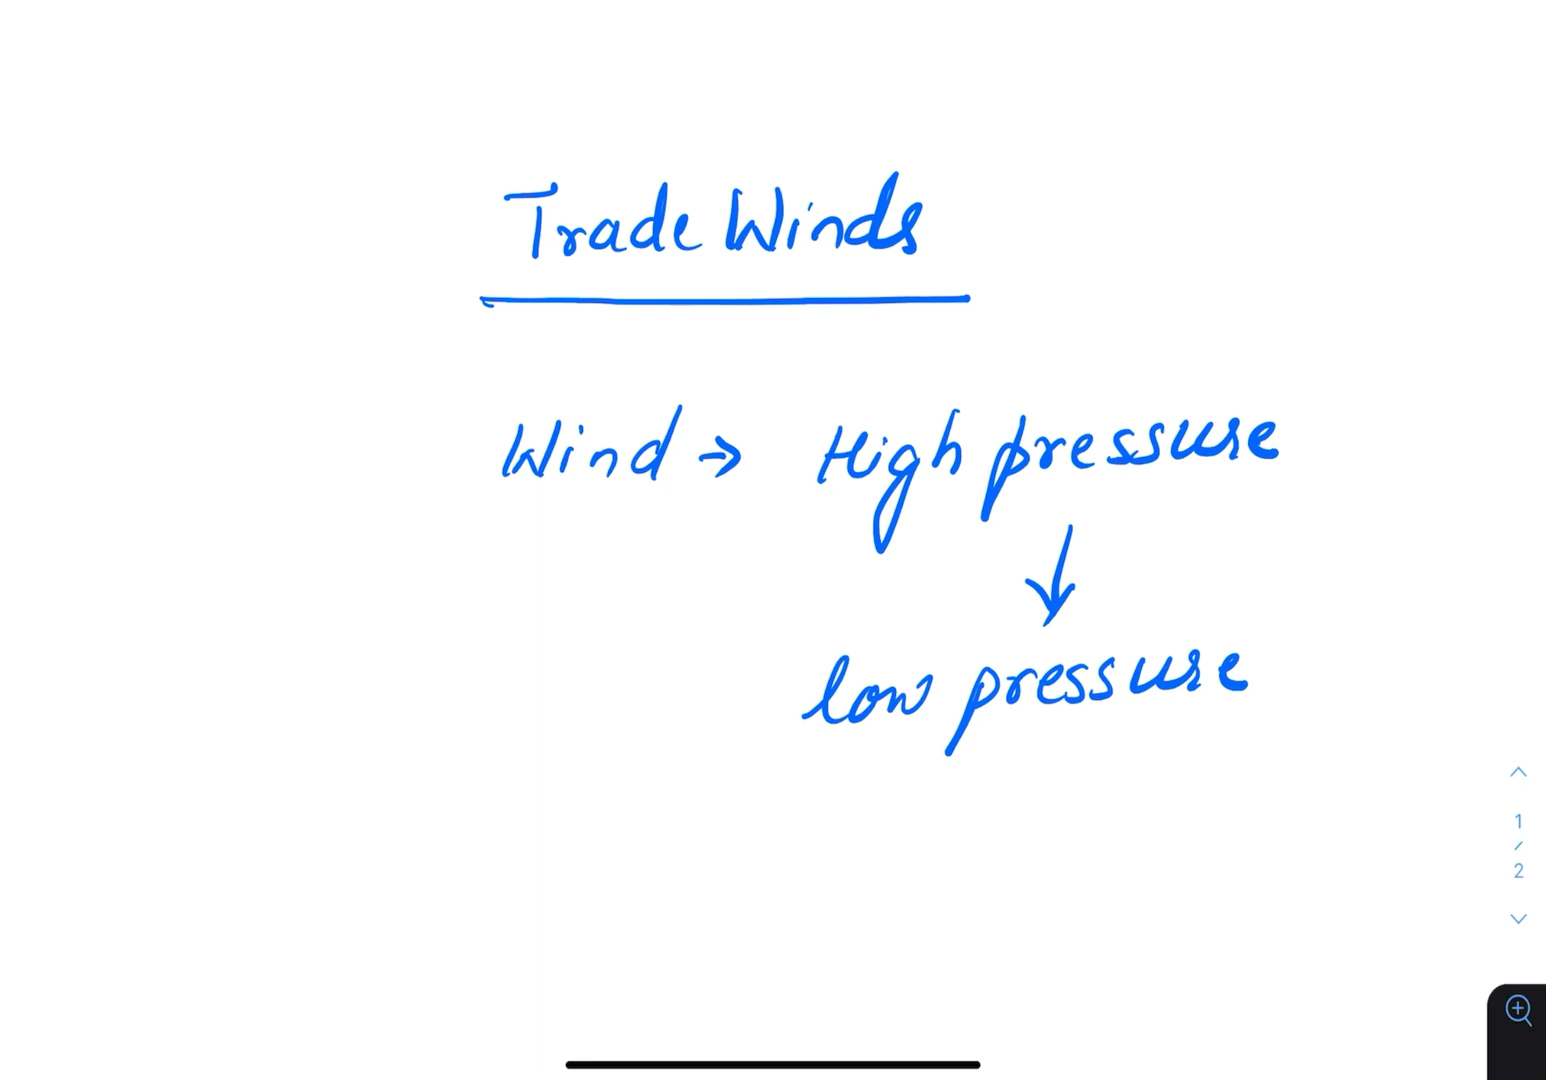 Trade Winds
Wind → High pressure
↓
low pressure
1
/
2